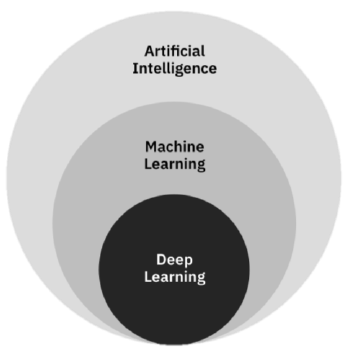 Artificial
Intelligence
Machine
Learning
Deep
Learning